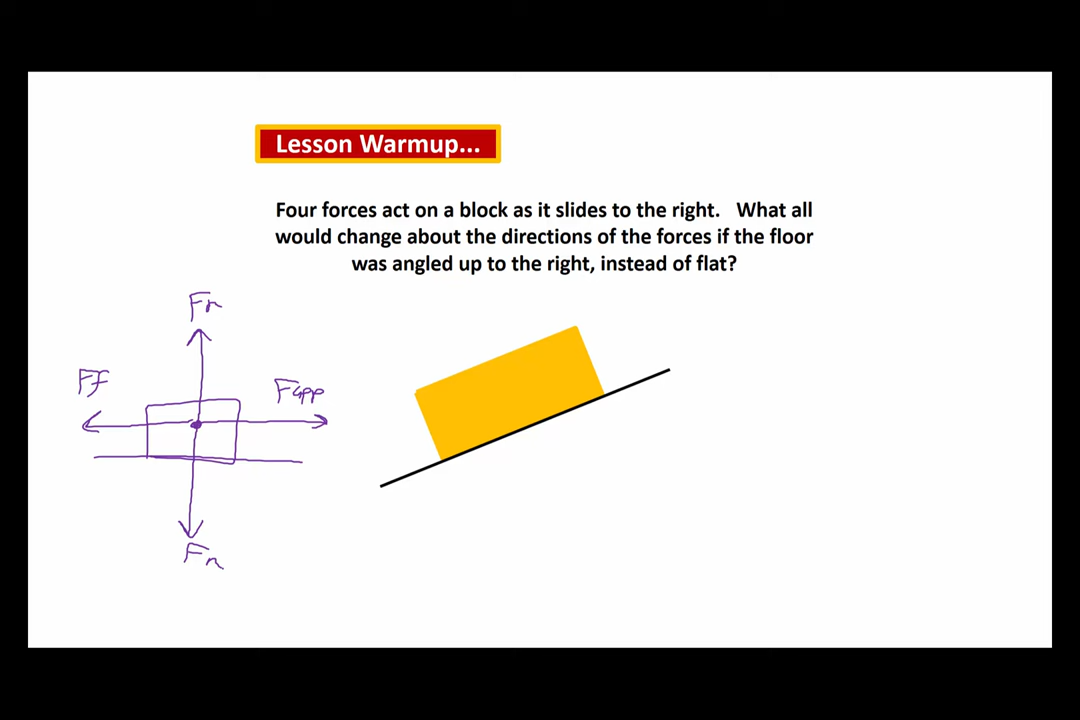 Lesson Warmup...
Four forces act on a block as it slides to the right. What all
would change about the directions of the forces if the floor
was angled up to the right, instead of flat?
Fn
Ff
Fapp
Fn